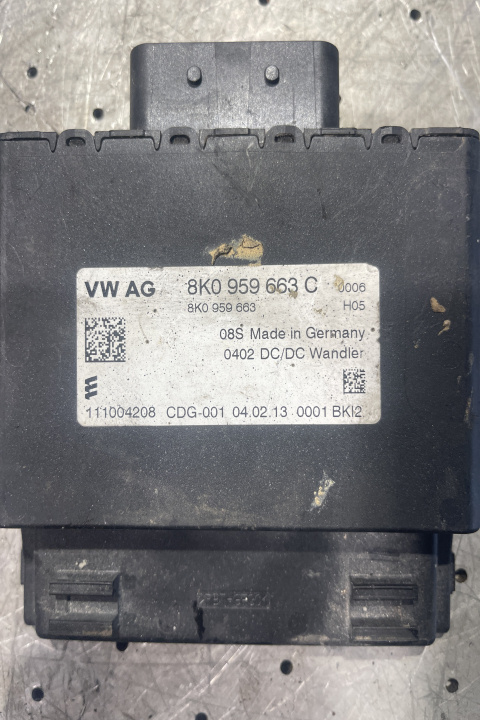 VW AG 8K0 959 663 C 0006
8K0 959 663 H05
08S Made in Germany
0402 DC/DC Wandler
111004208 CDG-001 04.02.13 0001 BKI2